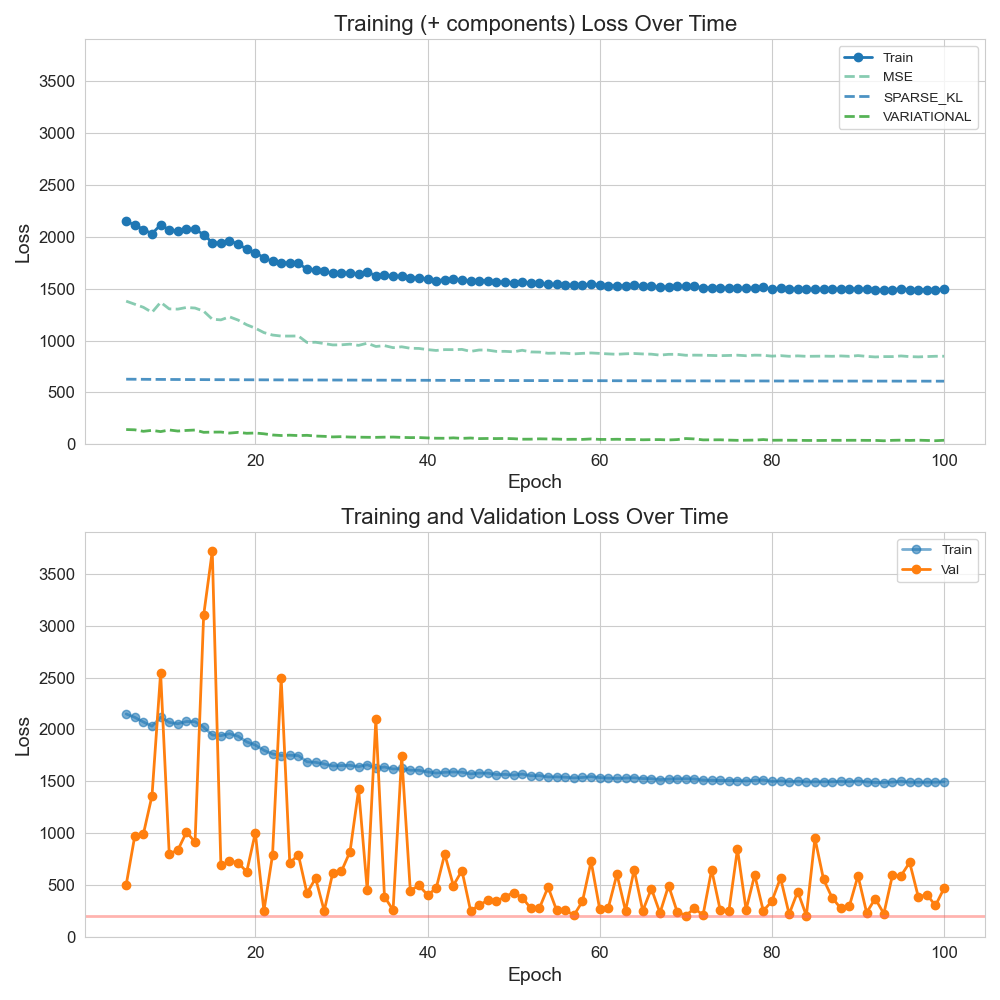 Training (+ components) Loss Over Time
Train
MSE
SPARSE_KL
VARIATIONAL
Loss
3500
3000
2500
2000
1500
1000
500
0
20
40
60
80
100
Epoch
Training and Validation Loss Over Time
Train
Val
Loss
3500
3000
2500
2000
1500
1000
500
0
20
40
60
80
100
Epoch